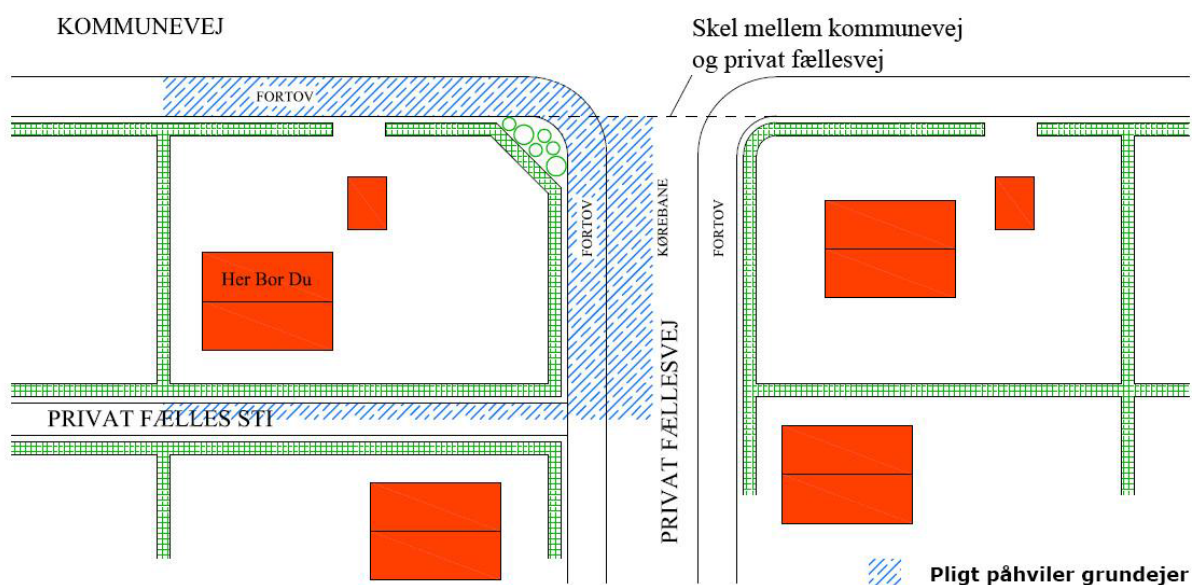 KOMMUNEVEJ
Skel mellem kommunevej
og privat fællesvej
FORTOV
FORTOV
KØREBANE
FORTOV
Her Bor Du
PRIVAT FÆLLESVEJ
PRIVAT FÆLLES STI
Pligt påhviler grundejer